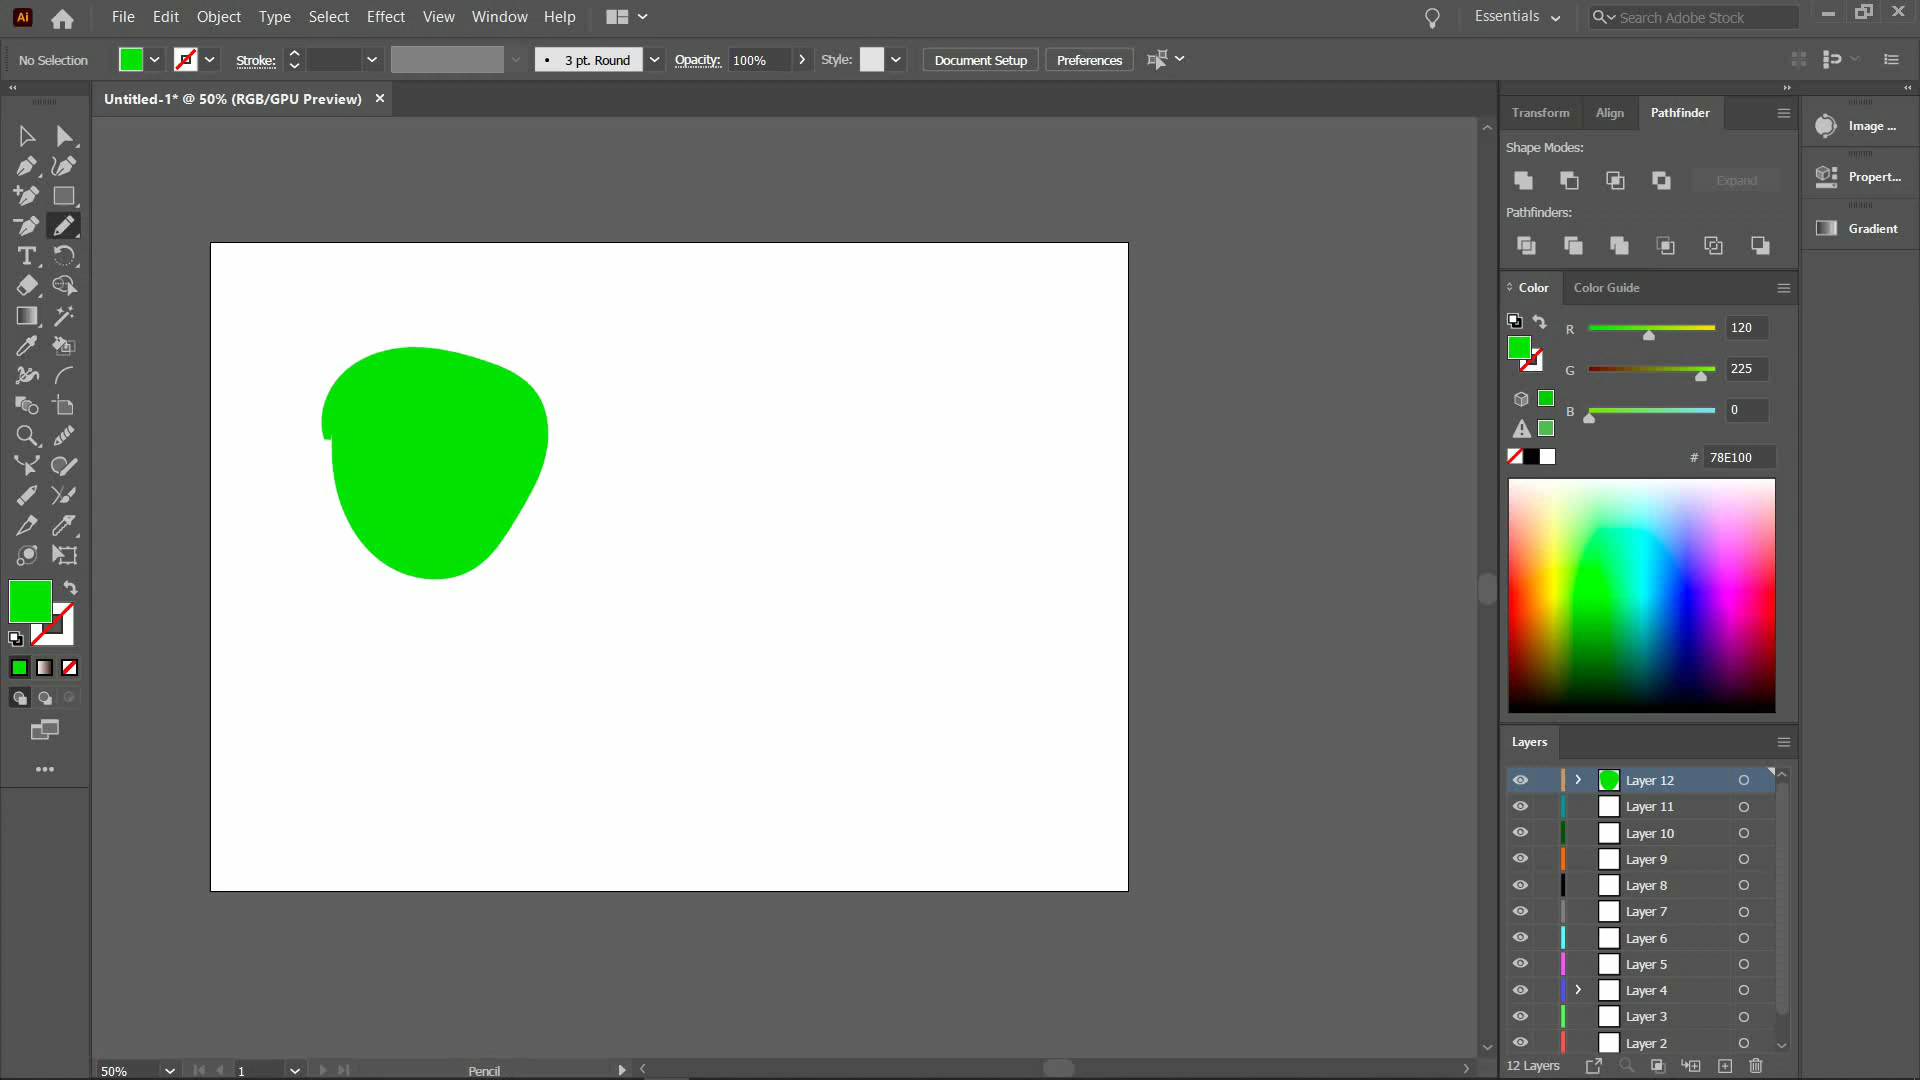 Ai File Edit Object Type Select Effect View Window Help Essentials Search Adobe Stock
No Selection Stroke: 3 pt. Round Opacity: 100% Style: Document Setup Preferences
Untitled-1* @ 50% (RGB/GPU Preview)
Transform Align Pathfinder
Shape Modes:
Expand
Pathfinders:
Image ...
Propert...
Gradient
Color Color Guide
R 120
G 225
B 0
# 78E100
Layers
Layer 12
Layer 11
Layer 10
Layer 9
Layer 8
Layer 7
Layer 6
Layer 5
Layer 4
Layer 3
Layer 2
12 Layers
50% 1 Pencil